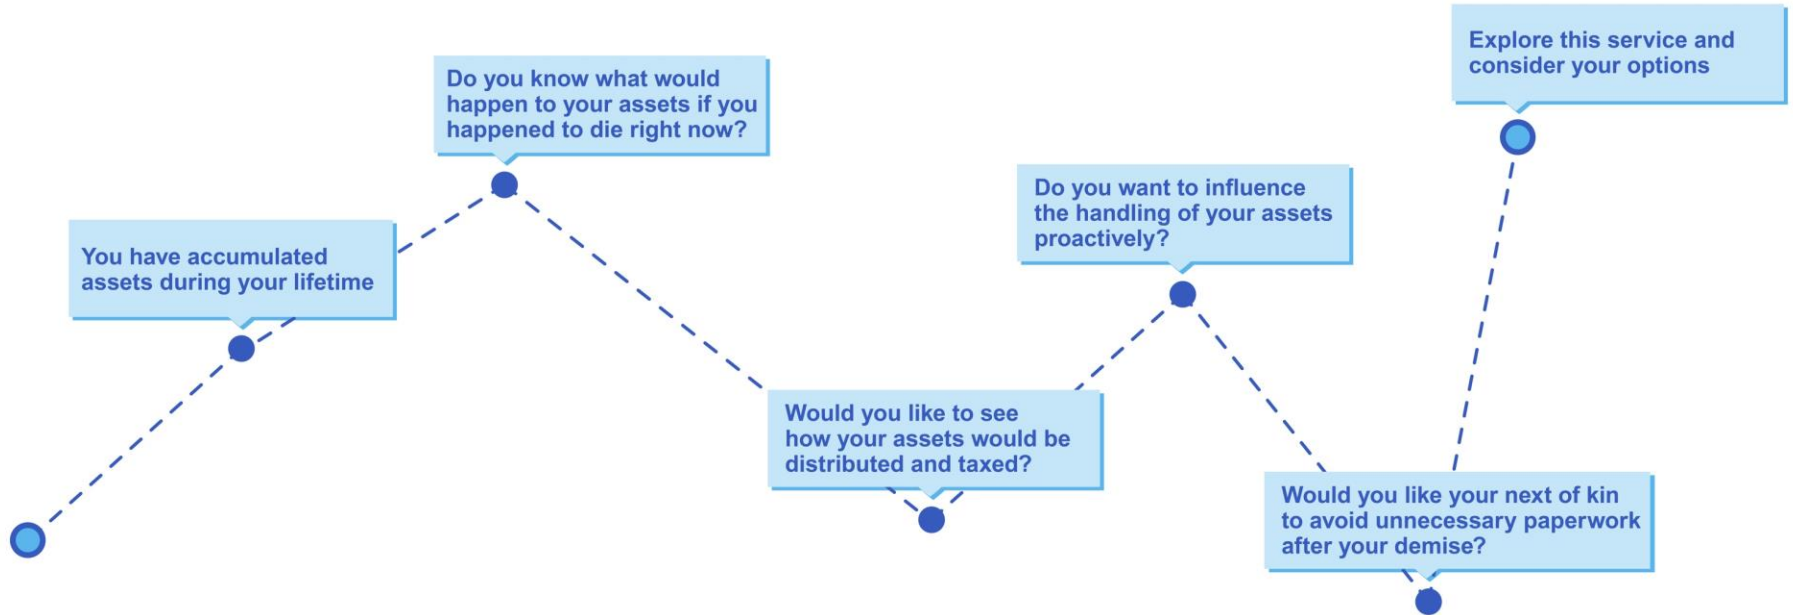 You have accumulated
assets during your lifetime
Do you know what would
happen to your assets if you
happened to die right now?
Would you like to see
how your assets would be
distributed and taxed?
Do you want to influence
the handling of your assets
proactively?
Would you like your next of kin
to avoid unnecessary paperwork
after your demise?
Explore this service and
consider your options